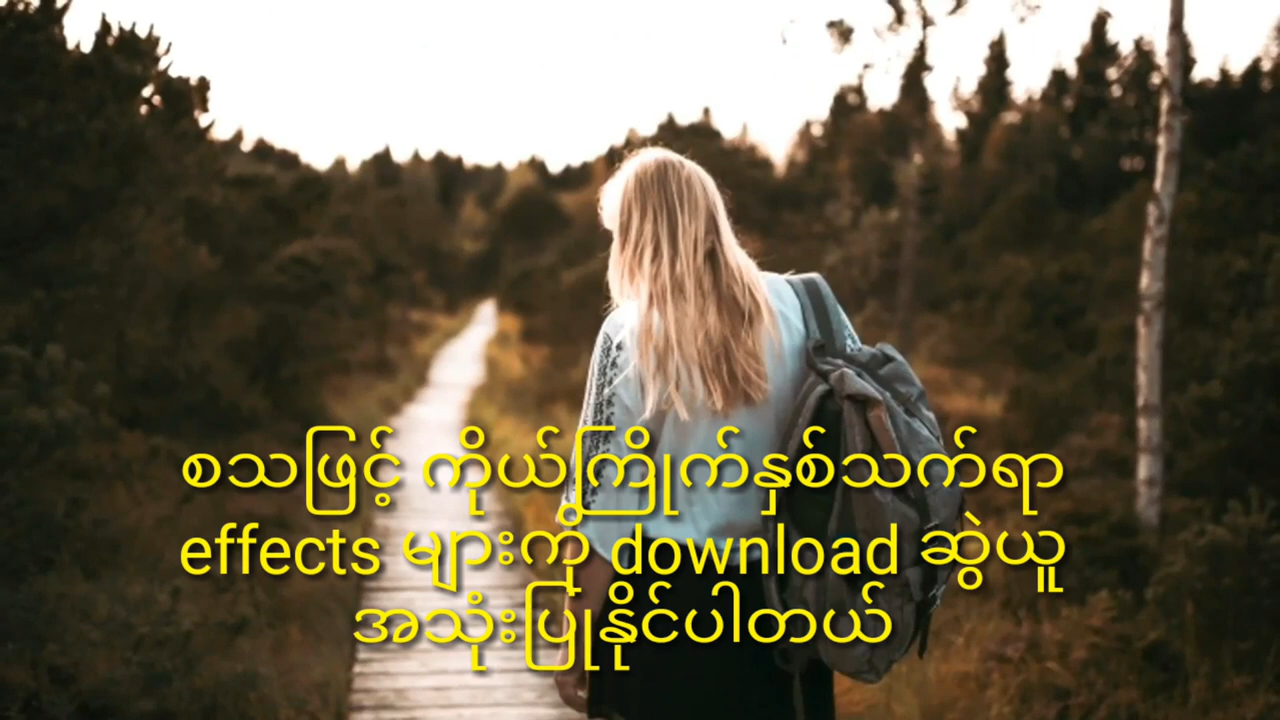 စသဖြင့် ကိုယ်ကြိုက်နှစ်သက်ရာ
effects များကို download ဆွဲယူ
အသုံးပြုနိုင်ပါတယ်